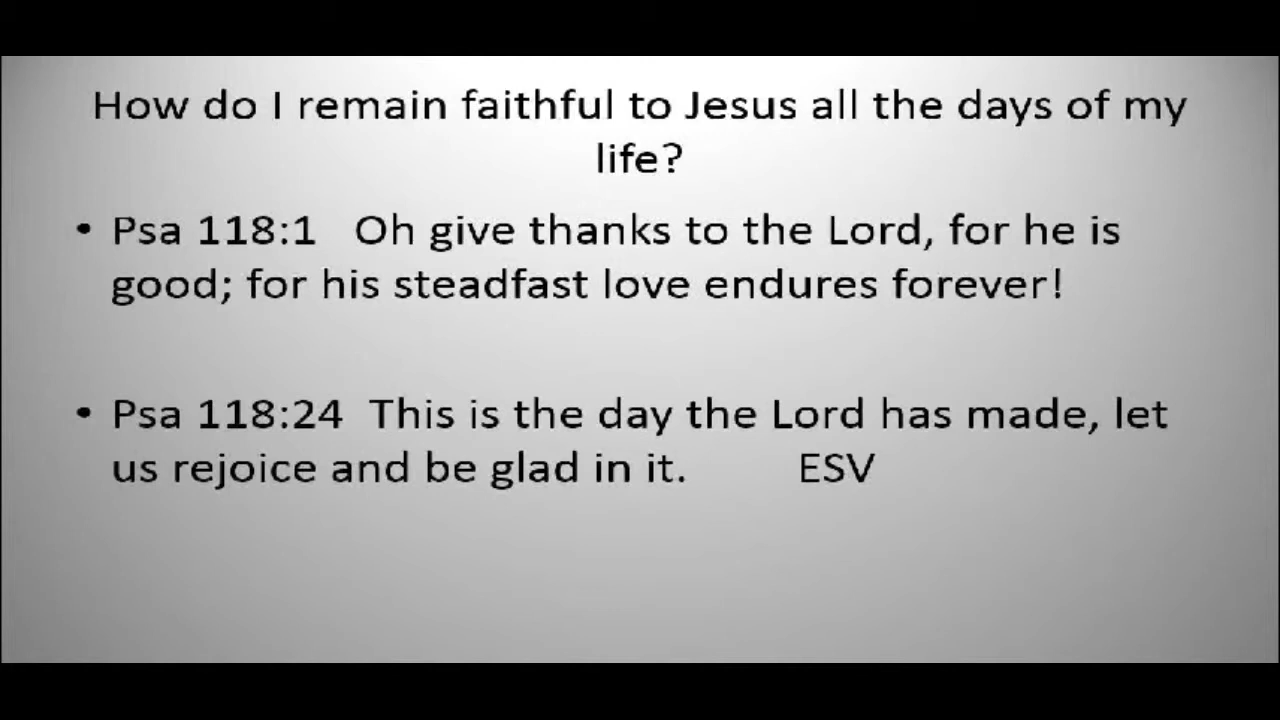 How do I remain faithful to Jesus all the days of my
life?
• Psa 118:1 Oh give thanks to the Lord, for he is
good; for his steadfast love endures forever!
• Psa 118:24 This is the day the Lord has made, let
us rejoice and be glad in it. ESV